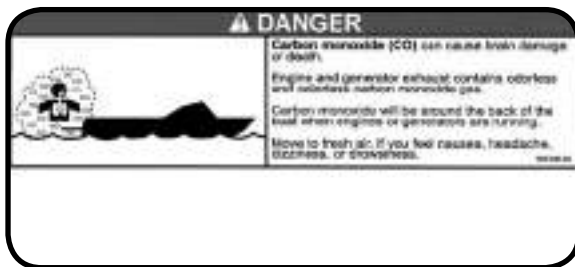 DANGER
Carbon monoxide (CO) can cause brain damage
or death.
Engine and generator exhaust contains odorless
and colorless carbon monoxide gas.
Carbon monoxide will be around the back of the
boat when engines or generators are running.
Move to fresh air, if you feel nausea, headache,
dizziness, or drowsiness.